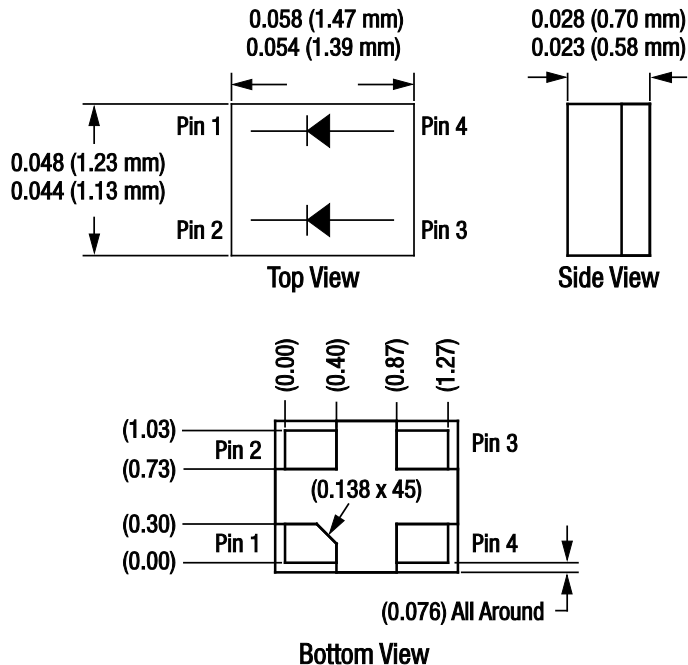 0.058 (1.47 mm)
0.054 (1.39 mm)
0.028 (0.70 mm)
0.023 (0.58 mm)
Pin 1
Pin 4
0.048 (1.23 mm)
0.044 (1.13 mm)
Pin 2
Pin 3
Top View
Side View
(0.00)
(0.40)
(0.87)
(1.27)
(1.03)
Pin 2
Pin 3
(0.73)
(0.138 x 45)
(0.30)
Pin 1
Pin 4
(0.00)
(0.076) All Around
Bottom View